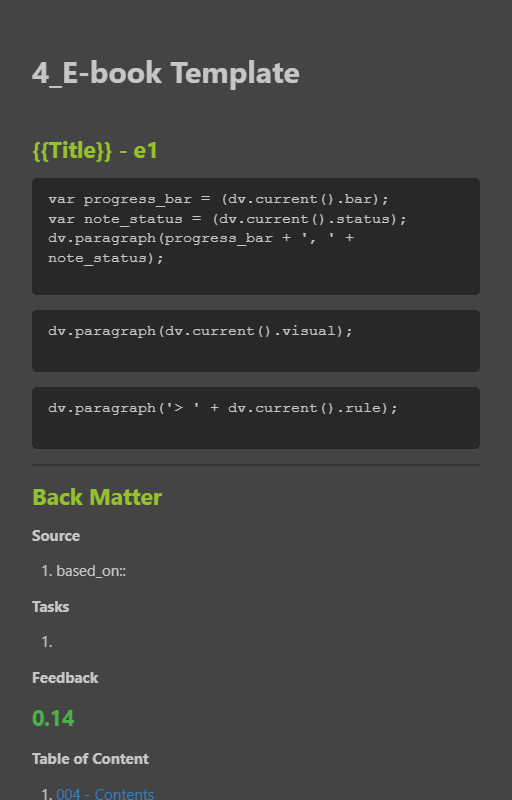 4_E-book Template
{{Title}} - e1
var progress_bar = (dv.current().bar);
var note_status = (dv.current().status);
dv.paragraph(progress_bar + ', ' +
note_status);
dv.paragraph(dv.current().visual);
dv.paragraph('> ' + dv.current().rule);
Back Matter
Source
1. based_on::
Tasks
1.
Feedback
0.14
Table of Content
1. 004 - Contents